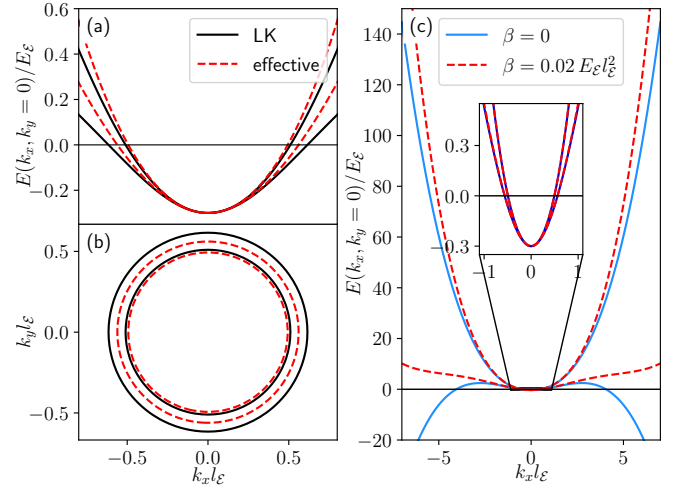 (a)
LK
effective
0.6
0.4
0.2
0.0
−0.2
E(k_x, k_y = 0)/E_ℰ
(b)
0.5
0.0
−0.5
k_y l_ℰ
−0.5
0.0
0.5
k_x l_ℰ
(c)
β = 0
β = 0.02 E_ℰ l_ℰ^2
140
120
100
80
60
40
20
0
−20
E(k_x, k_y = 0)/E_ℰ
0.3
0.0
−0.3
−1
0
1
−5
0
5
k_x l_ℰ